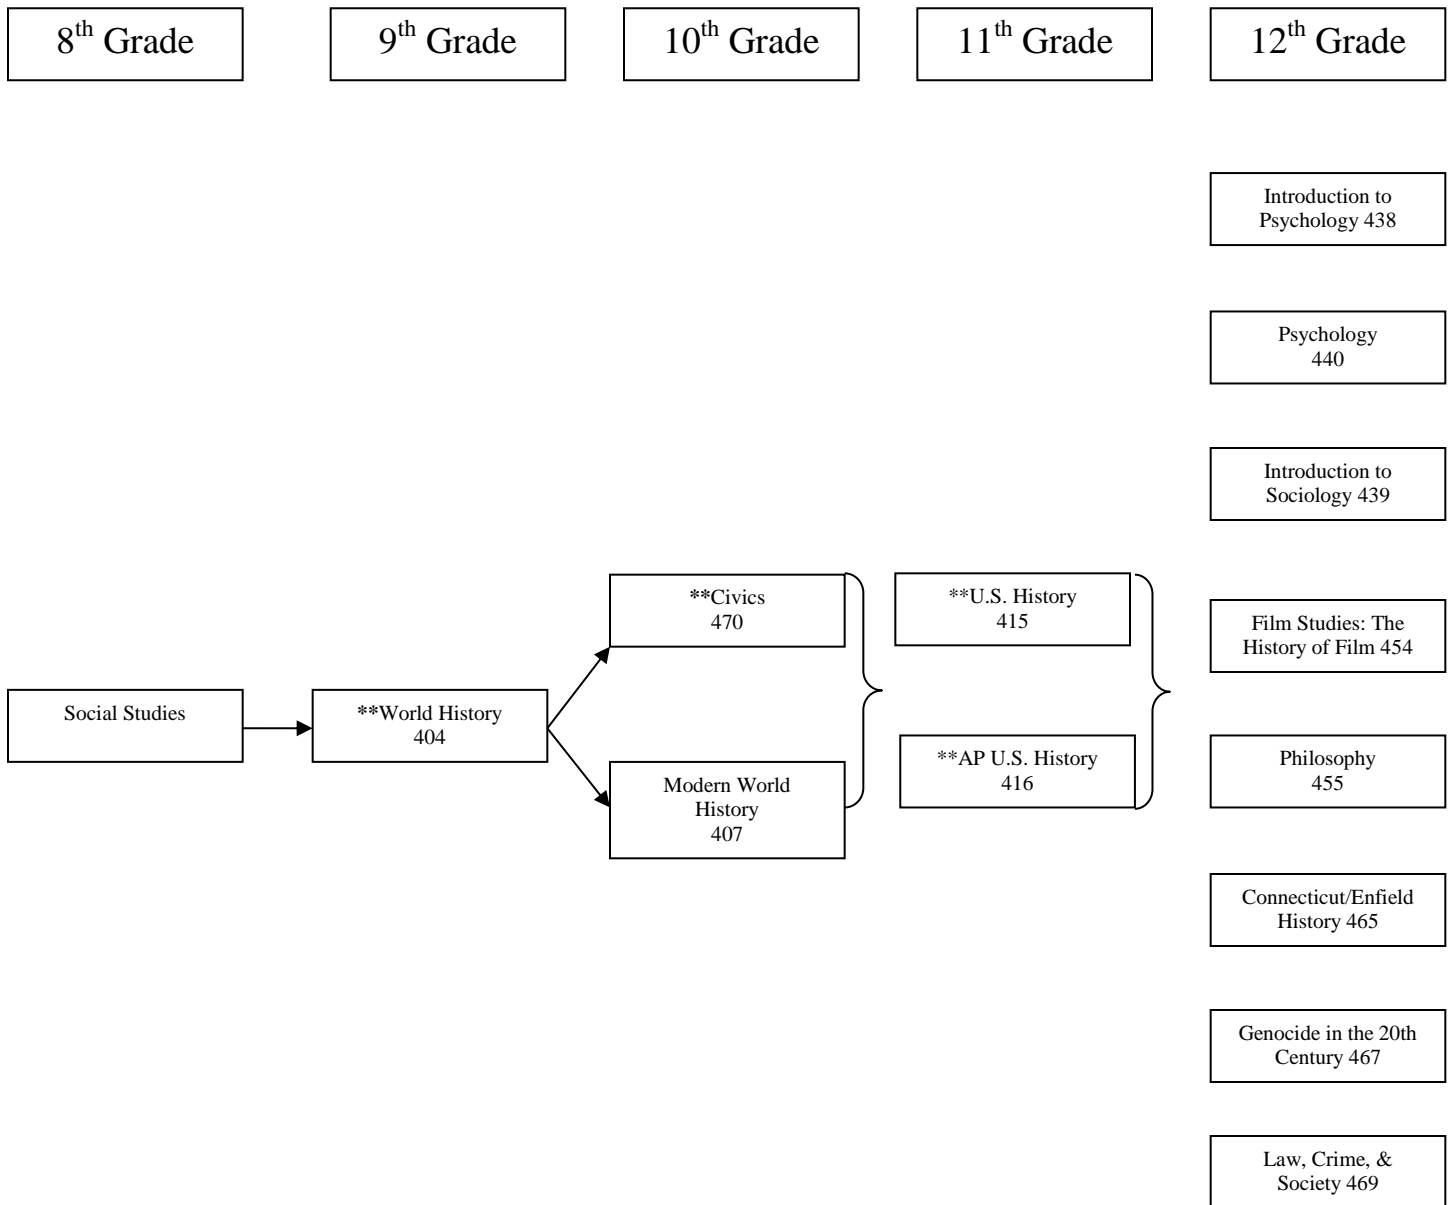 8th Grade
9th Grade
10th Grade
11th Grade
12th Grade
Introduction to
Psychology 438
Psychology
440
Introduction to
Sociology 439
**Civics
470
**U.S. History
415
Film Studies: The
History of Film 454
Social Studies
**World History
404
Modern World
History
407
**AP U.S. History
416
Philosophy
455
Connecticut/Enfield
History 465
Genocide in the 20th
Century 467
Law, Crime, &
Society 469